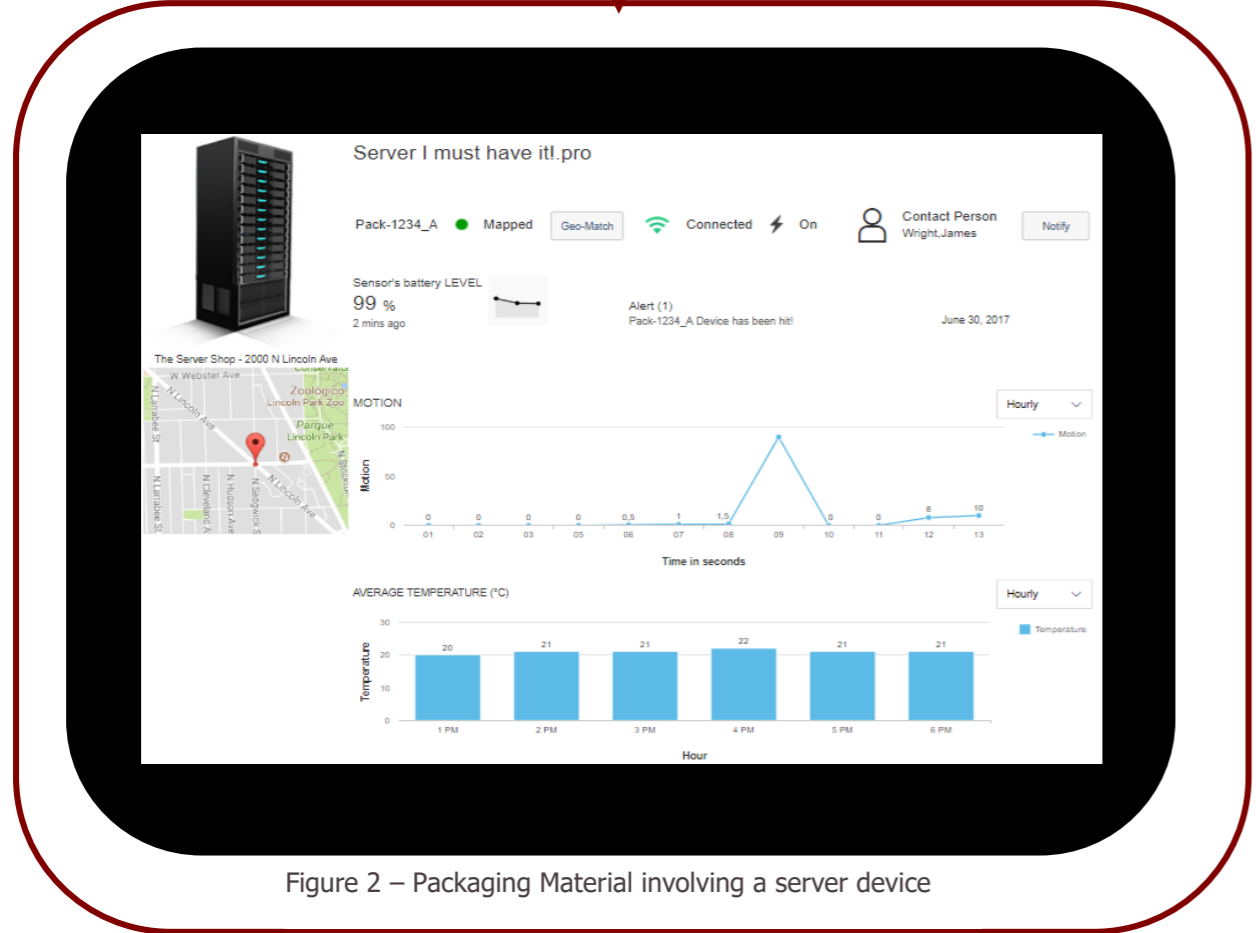 Server I must have it!.pro
Pack-1234_A Mapped Geo-Match Connected On Contact Person
Wright,James
Notify
Sensor's battery LEVEL
99 %
2 mins ago
Alert (1)
Pack-1234_A Device has been hit!
June 30, 2017
The Server Shop - 2000 N Lincoln Ave
W Webster Ave
N Lincoln Ave
Zoológico
Lincoln Park Zoo
Parque
Lincoln Park
N Larrabee St
N Larrabee St
N Cleveland A
N Hudson Ave
N Sedgwick S
N Lincoln Ave
MOTION
Hourly
Motion
Motion
100
50
0
0 0 0 0 0,5 1 1,5 0 0 8 10
01 02 03 05 06 07 08 09 10 11 12 13
Time in seconds
AVERAGE TEMPERATURE (°C)
Hourly
Temperature
Temperature
30
20
10
0
20 21 21 22 21 21
1 PM 2 PM 3 PM 4 PM 5 PM 6 PM
Hour
Figure 2 – Packaging Material involving a server device